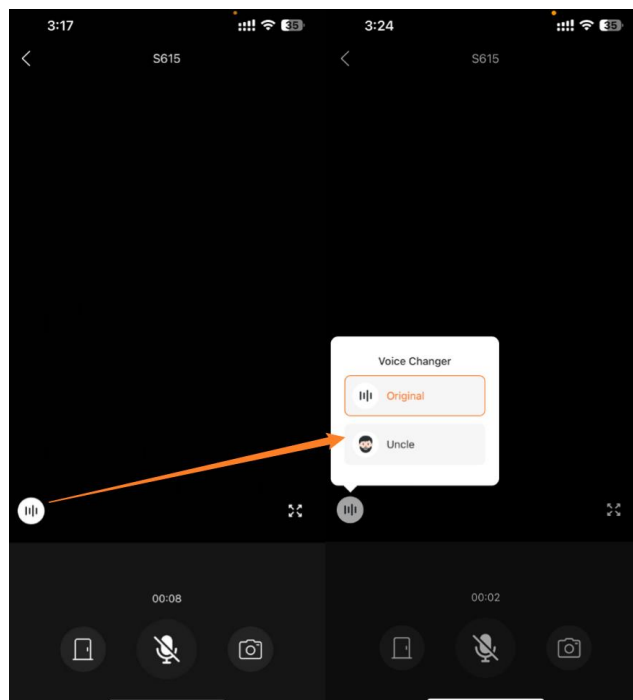 3:17
35
S615
00:08
3:24
35
S615
Voice Changer
Original
Uncle
00:02